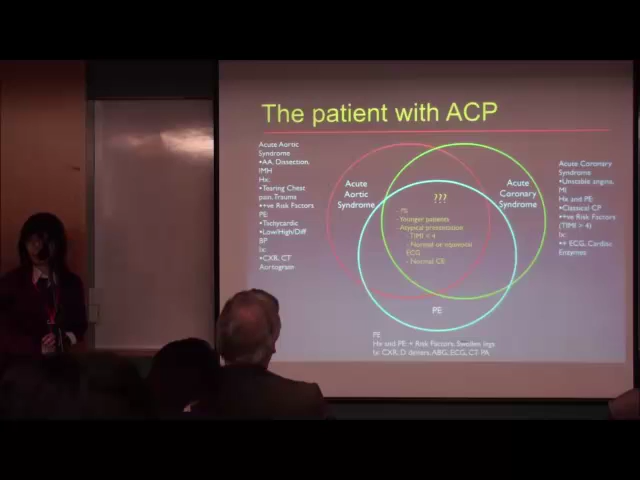 The patient with ACP
Acute Aortic
Syndrome
•AA, Dissection,
IMH
Hx:
•Tearing Chest
pain, Trauma
•+ve Risk Factors
PE:
•Tachycardic
•Low/High/Diff
BP
•CXR, CT
Aortogram
Acute
Aortic
Syndrome
???
- PE
- Younger patients
- Atypical presentation
- TIMI < 4
- Normal or equivocal
ECG
- Normal CE
Acute
Coronary
Syndrome
PE
Acute Coronary
Syndrome
•Unstable angina,
MI
Hx and PE:
•Classical CP
•+ve Risk Factors
(TIMI > 4)
Ix:
•+ ECG, Cardiac
Enzymes
PE
Hx and PE + Risk Factors, Swollen legs
Ix: CXR, D dimers, ABG, ECG, CT PA